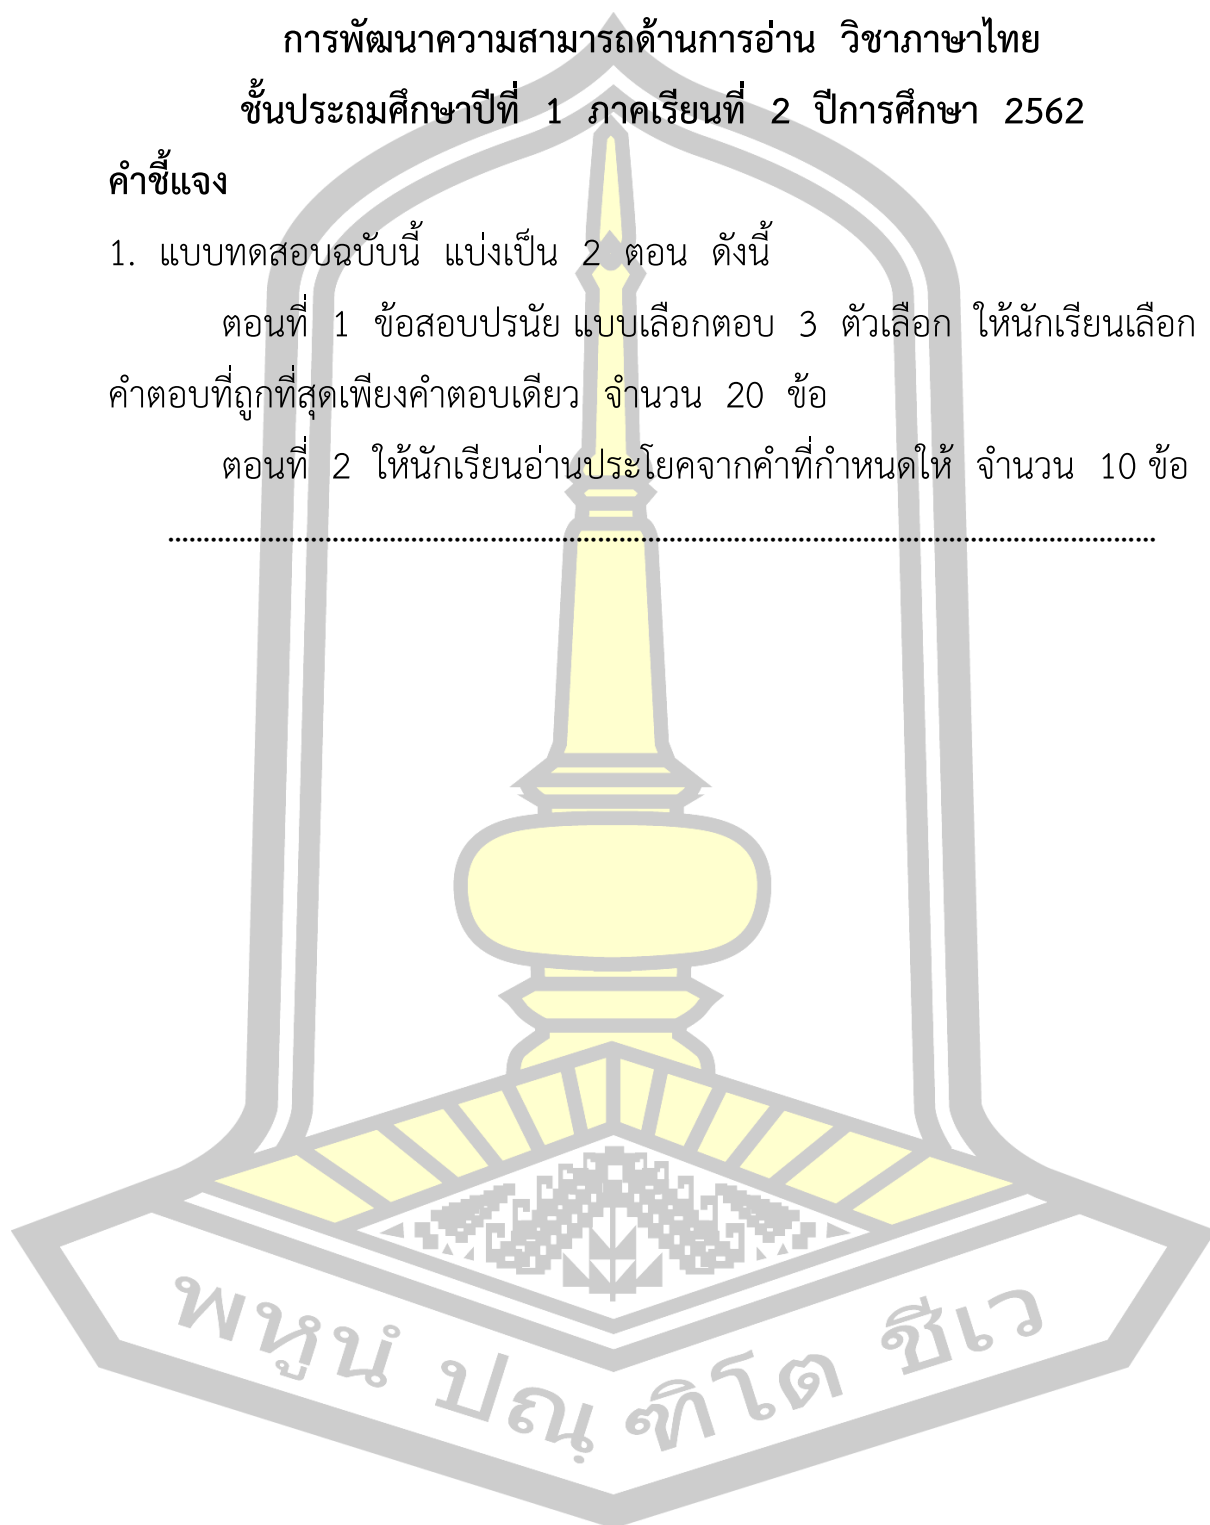 การพัฒนาความสามารถด้านการอ่าน วิชาภาษาไทย
ชั้นประถมศึกษาปีที่ 1 ภาคเรียนที่ 2 ปีการศึกษา 2562
คำชี้แจง
1. แบบทดสอบฉบับนี้ แบ่งเป็น 2 ตอน ดังนี้
ตอนที่ 1 ข้อสอบปรนัย แบบเลือกตอบ 3 ตัวเลือก ให้นักเรียนเลือก
คำตอบที่ถูกที่สุดเพียงคำตอบเดียว จำนวน 20 ข้อ
ตอนที่ 2 ให้นักเรียนอ่านประโยคจากคำที่กำหนดให้ จำนวน 10 ข้อ
พหูนํ ปณฺฑิโต ชีเว